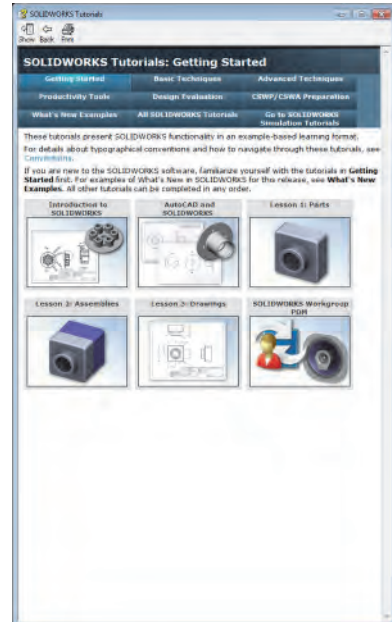 SOLIDWORKS Tutorials
Show Back Print
SOLIDWORKS Tutorials: Getting Started
Getting Started Basic Techniques Advanced Techniques
Productivity Tools Design Evaluation CSWP/CSWA Preparation
What's New Examples All SOLIDWORKS Tutorials Go to SOLIDWORKS
Simulation Tutorials
These tutorials present SOLIDWORKS functionality in an example-based learning format.
For details about typographical conventions and how to navigate through these tutorials, see
Conventions.
If you are new to the SOLIDWORKS software, familiarize yourself with the tutorials in Getting
Started first. For examples of What's New in SOLIDWORKS for this release, see What's New
Examples. All other tutorials can be completed in any order.
Introduction to
SOLIDWORKS
AutoCAD and
SOLIDWORKS
Lesson 1: Parts
Lesson 2: Assemblies
Lesson 3: Drawings
SOLIDWORKS Workgroup
PDM